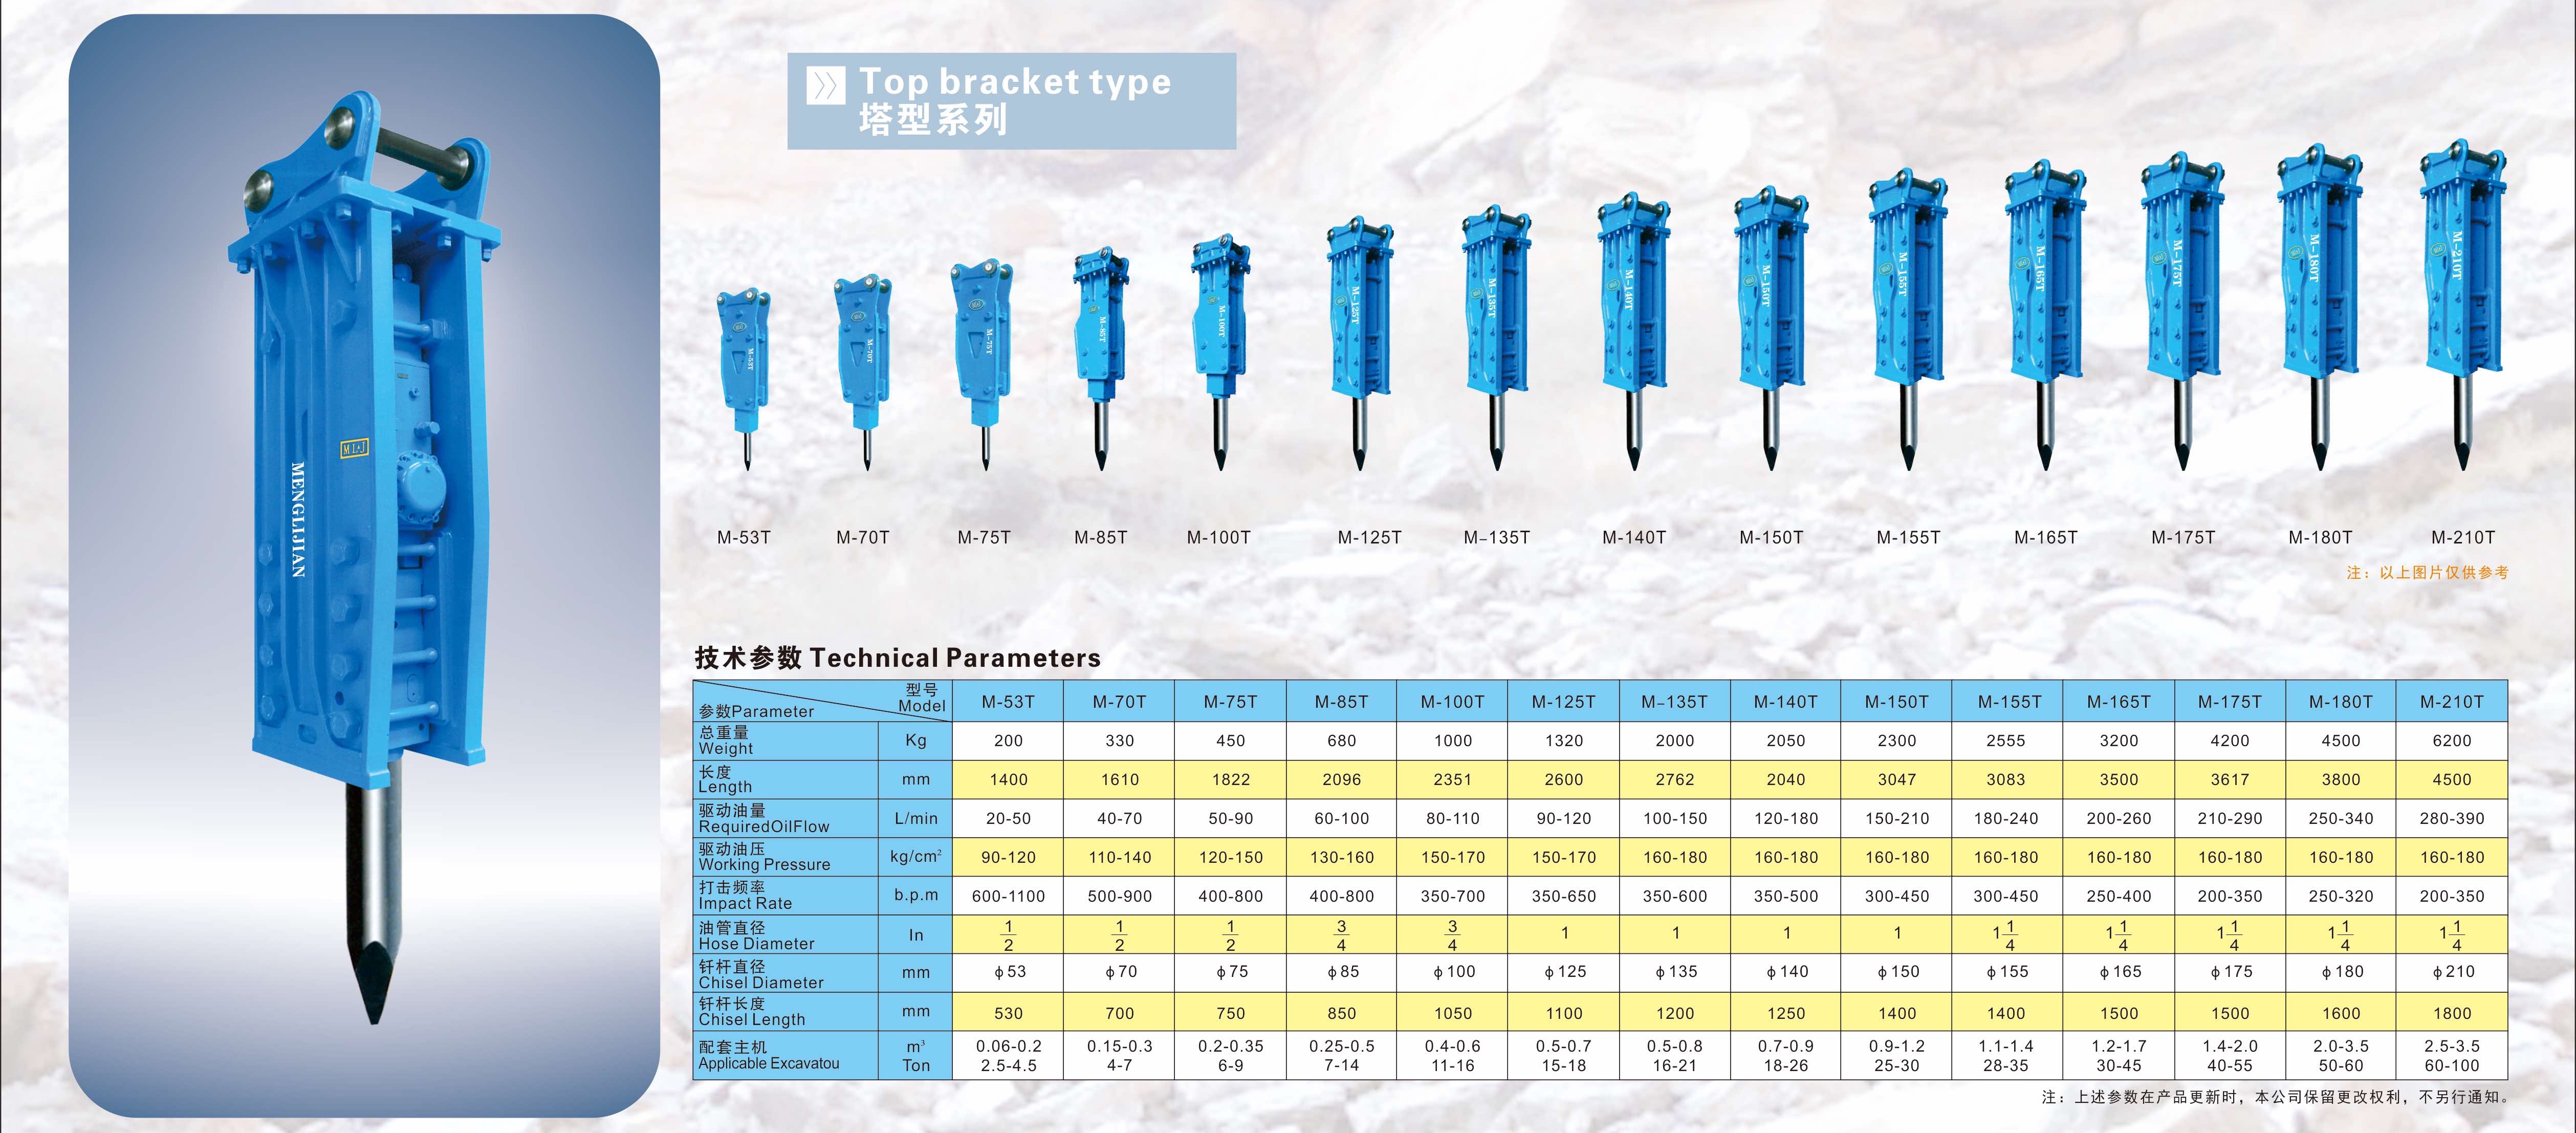 Top bracket type
塔型系列
MLJ
MENGLIJIAN
M-53T
M-70T
M-75T
M-85T
M-100T
M-125T
M-135T
M-140T
M-150T
M-155T
M-165T
M-175T
M-180T
M-210T
M-53T M-70T M-75T M-85T M-100T M-125T M–135T M-140T M-150T M-155T M-165T M-175T M-180T M-210T
注：以上图片仅供参考
技术参数 Technical Parameters
参数Parameter 型号 Model M-53T M-70T M-75T M-85T M-100T M-125T M–135T M-140T M-150T M-155T M-165T M-175T M-180T M-210T
总重量 Weight Kg 200 330 450 680 1000 1320 2000 2050 2300 2555 3200 4200 4500 6200
长度 Length mm 1400 1610 1822 2096 2351 2600 2762 2040 3047 3083 3500 3617 3800 4500
驱动油量 RequiredOilFlow L/min 20-50 40-70 50-90 60-100 80-110 90-120 100-150 120-180 150-210 180-240 200-260 210-290 250-340 280-390
驱动油压 Working Pressure kg/cm² 90-120 110-140 120-150 130-160 150-170 150-170 160-180 160-180 160-180 160-180 160-180 160-180 160-180 160-180
打击频率 Impact Rate b.p.m 600-1100 500-900 400-800 400-800 350-700 350-650 350-600 350-500 300-450 300-450 250-400 200-350 250-320 200-350
油管直径 Hose Diameter In 1/2 1/2 1/2 3/4 3/4 1 1 1 1 1 1/4 1 1/4 1 1/4 1 1/4 1 1/4
钎杆直径 Chisel Diameter mm ϕ53 ϕ70 ϕ75 ϕ85 ϕ100 ϕ125 ϕ135 ϕ140 ϕ150 ϕ155 ϕ165 ϕ175 ϕ180 ϕ210
钎杆长度 Chisel Length mm 530 700 750 850 1050 1100 1200 1250 1400 1400 1500 1500 1600 1800
配套主机 m³ 0.06-0.2 0.15-0.3 0.2-0.35 0.25-0.5 0.4-0.6 0.5-0.7 0.5-0.8 0.7-0.9 0.9-1.2 1.1-1.4 1.2-1.7 1.4-2.0 2.0-3.5 2.5-3.5
Applicable Excavatou Ton 2.5-4.5 4-7 6-9 7-14 11-16 15-18 16-21 18-26 25-30 28-35 30-45 40-55 50-60 60-100
注：上述参数在产品更新时，本公司保留更改权利，不另行通知。